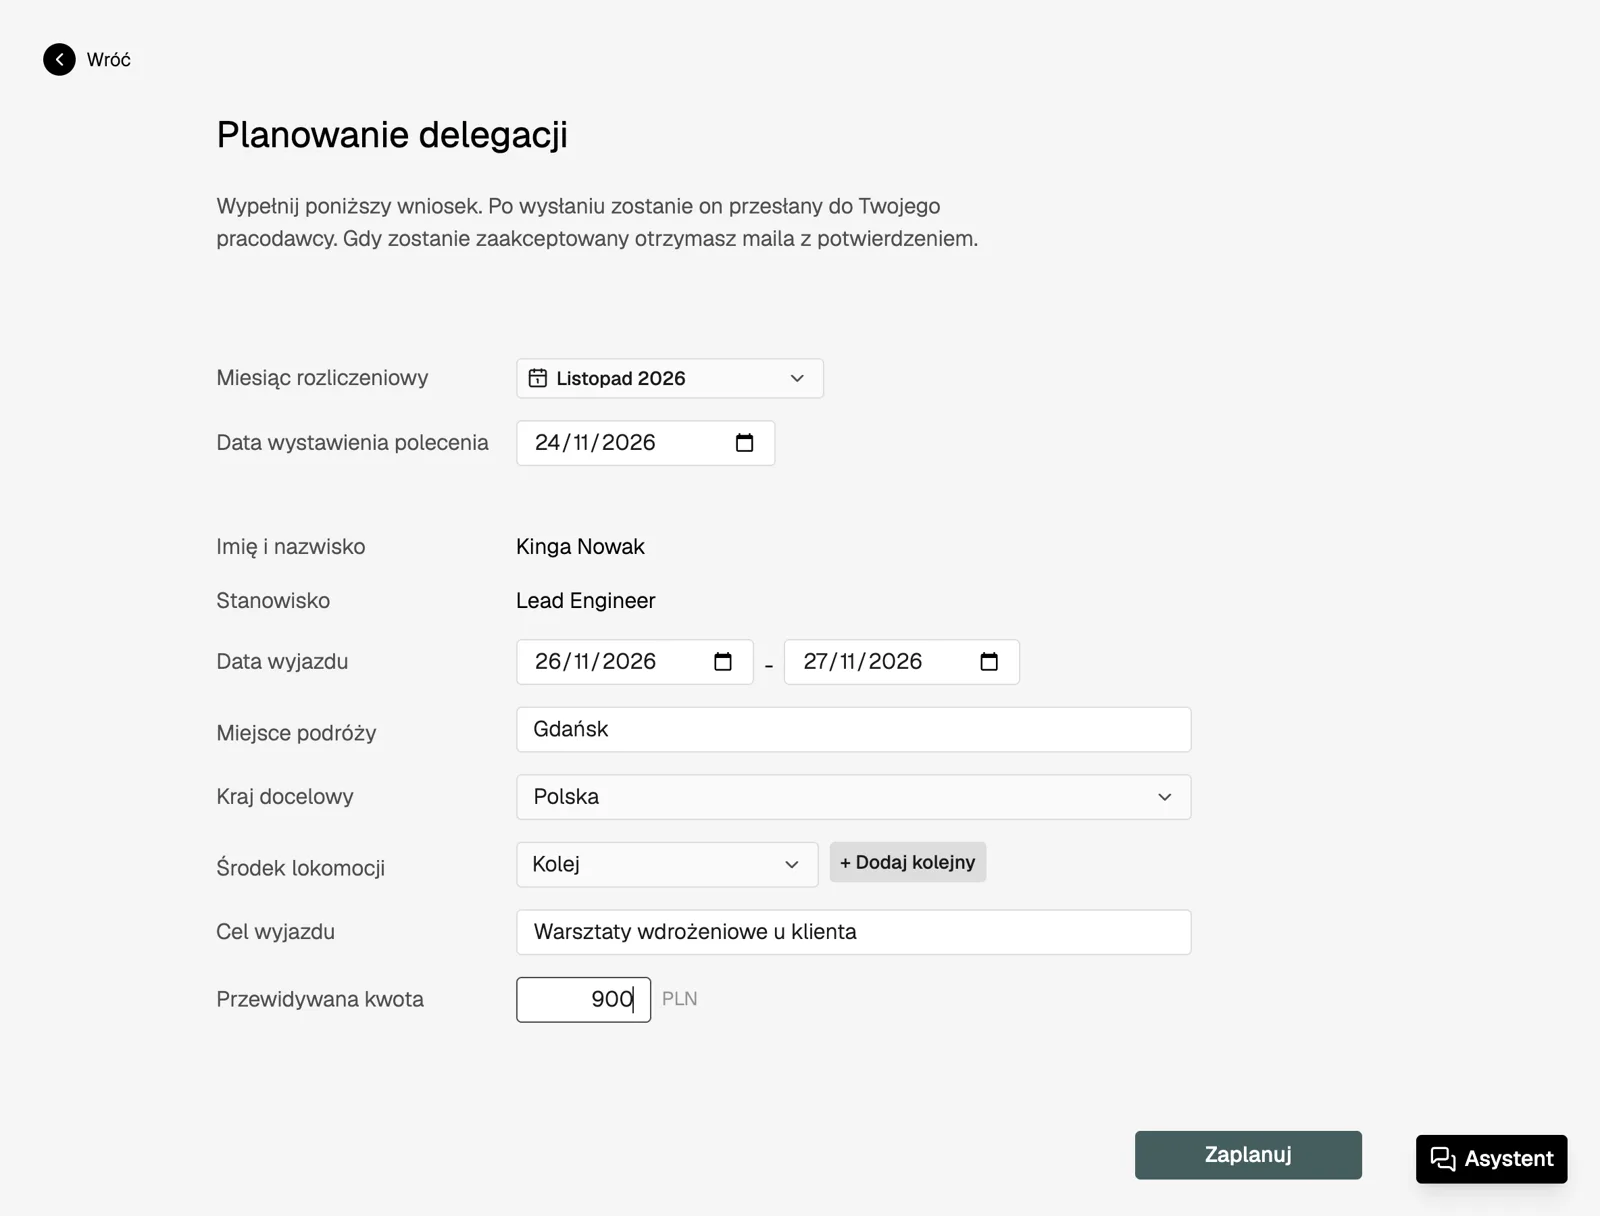 Wróć
Planowanie delegacji
Wypełnij poniższy wniosek. Po wysłaniu zostanie on przesłany do Twojego
pracodawcy. Gdy zostanie zaakceptowany otrzymasz maila z potwierdzeniem.
Miesiąc rozliczeniowy Listopad 2026
Data wystawienia polecenia 24/11/2026
Imię i nazwisko Kinga Nowak
Stanowisko Lead Engineer
Data wyjazdu 26/11/2026 - 27/11/2026
Miejsce podróży Gdańsk
Kraj docelowy Polska
Środek lokomocji Kolej + Dodaj kolejny
Cel wyjazdu Warsztaty wdrożeniowe u klienta
Przewidywana kwota 900 PLN
Zaplanuj
Asystent